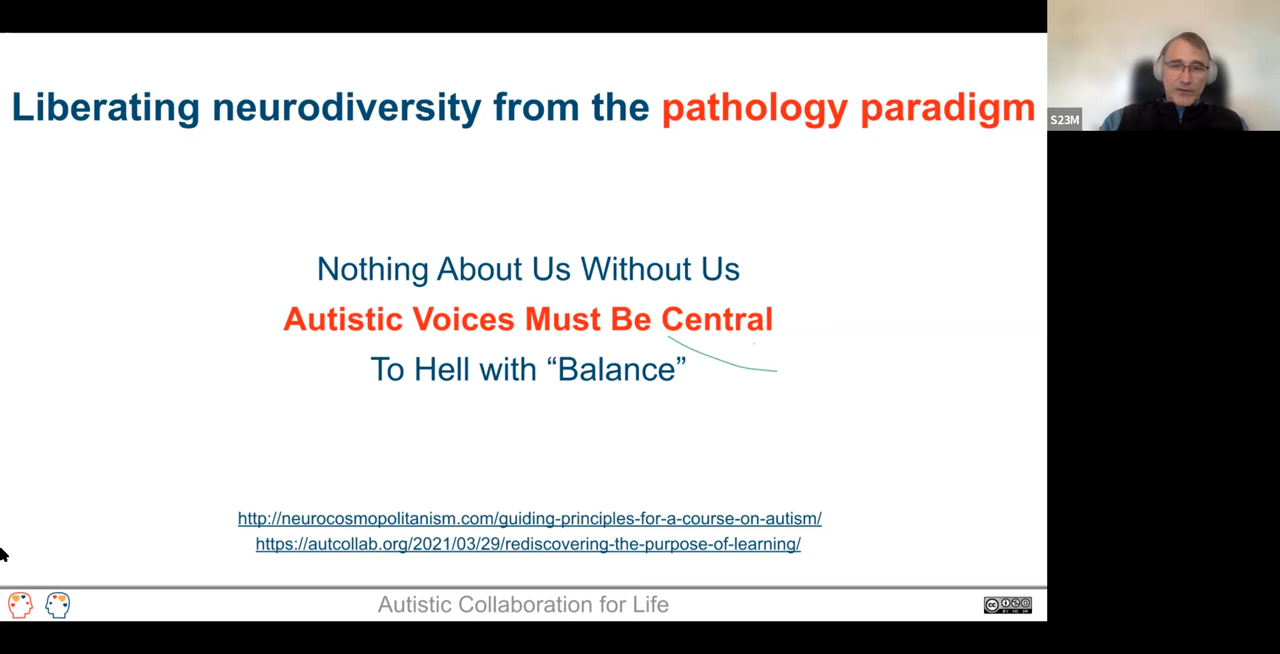 Liberating neurodiversity from the pathology paradigm
S23M
Nothing About Us Without Us
Autistic Voices Must Be Central
To Hell with “Balance”
http://neurocosmopolitanism.com/guiding-principles-for-a-course-on-autism/
https://autcollab.org/2021/03/29/rediscovering-the-purpose-of-learning/
Autistic Collaboration for Life